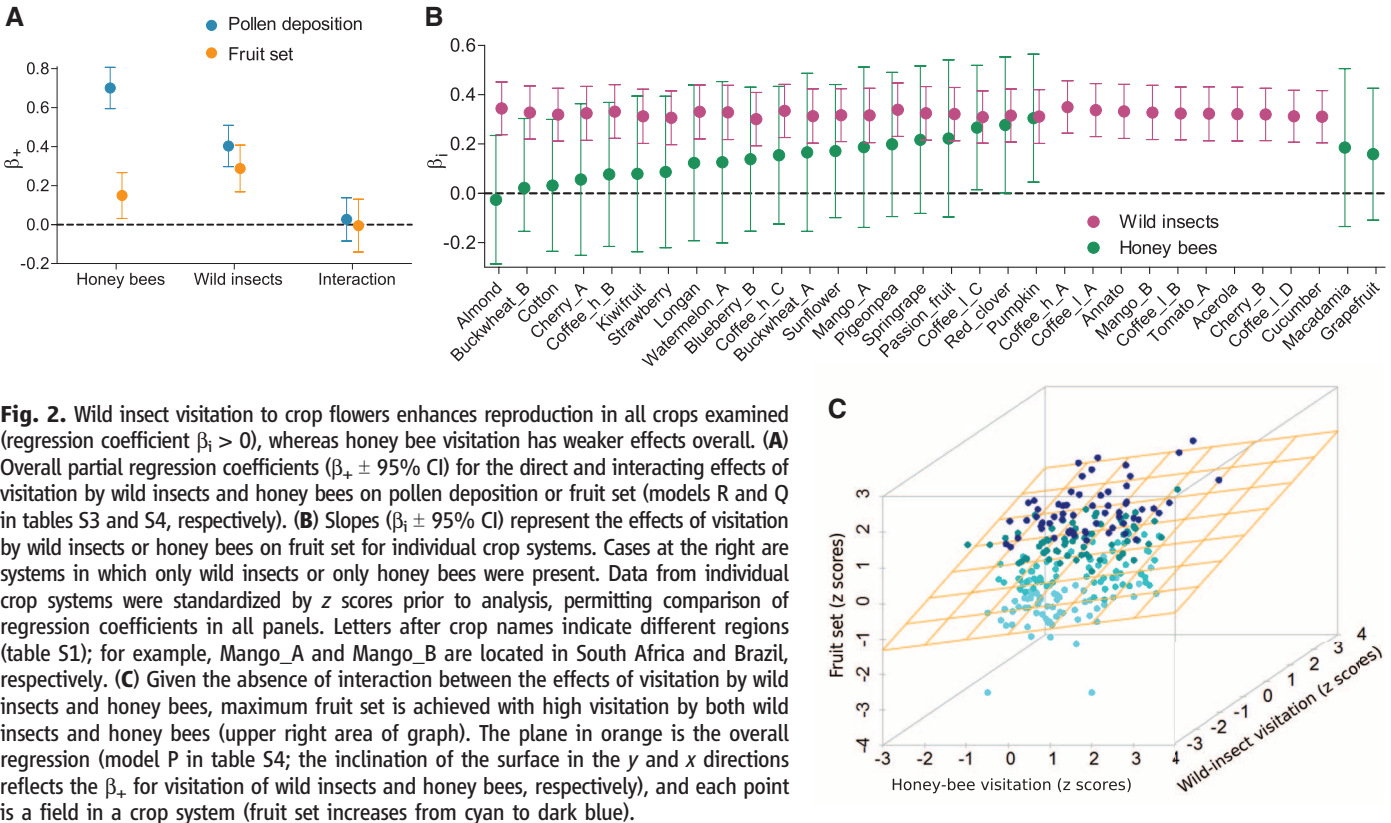 A
Pollen deposition
Fruit set
β+
0.8
0.6
0.4
0.2
0.0
-0.2
Honey bees
Wild insects
Interaction
B
βi
0.6
0.4
0.2
0.0
-0.2
Wild insects
Honey bees
Almond
Buckwheat_B
Cotton
Cherry_A
Coffee_h_B
Kiwifruit
Strawberry
Longan
Watermelon_A
Blueberry_B
Coffee_h_C
Buckwheat_A
Sunflower
Mango_A
Pigeonpea
Springrape
Passion_fruit
Coffee_l_C
Red_clover
Pumpkin
Coffee_h_A
Coffee_l_A
Annato
Mango_B
Coffee_l_B
Tomato_A
Acerola
Cherry_B
Coffee_l_D
Cucumber
Macadamia
Grapefruit
Fig. 2. Wild insect visitation to crop flowers enhances reproduction in all crops examined
(regression coefficient βi > 0), whereas honey bee visitation has weaker effects overall. (A)
Overall partial regression coefficients (β+ ± 95% CI) for the direct and interacting effects of
visitation by wild insects and honey bees on pollen deposition or fruit set (models R and Q
in tables S3 and S4, respectively). (B) Slopes (βi ± 95% CI) represent the effects of visitation
by wild insects or honey bees on fruit set for individual crop systems. Cases at the right are
systems in which only wild insects or only honey bees were present. Data from individual
crop systems were standardized by z scores prior to analysis, permitting comparison of
regression coefficients in all panels. Letters after crop names indicate different regions
(table S1); for example, Mango_A and Mango_B are located in South Africa and Brazil,
respectively. (C) Given the absence of interaction between the effects of visitation by wild
insects and honey bees, maximum fruit set is achieved with high visitation by both wild
insects and honey bees (upper right area of graph). The plane in orange is the overall
regression (model P in table S4; the inclination of the surface in the y and x directions
reflects the β+ for visitation of wild insects and honey bees, respectively), and each point
is a field in a crop system (fruit set increases from cyan to dark blue).
C
Fruit set (z scores)
3
2
1
0
-1
-2
-3
-4
-3
-2
-1
0
1
2
3
4
Honey-bee visitation (z scores)
-3
-2
-1
0
1
2
3
4
Wild-insect visitation (z scores)